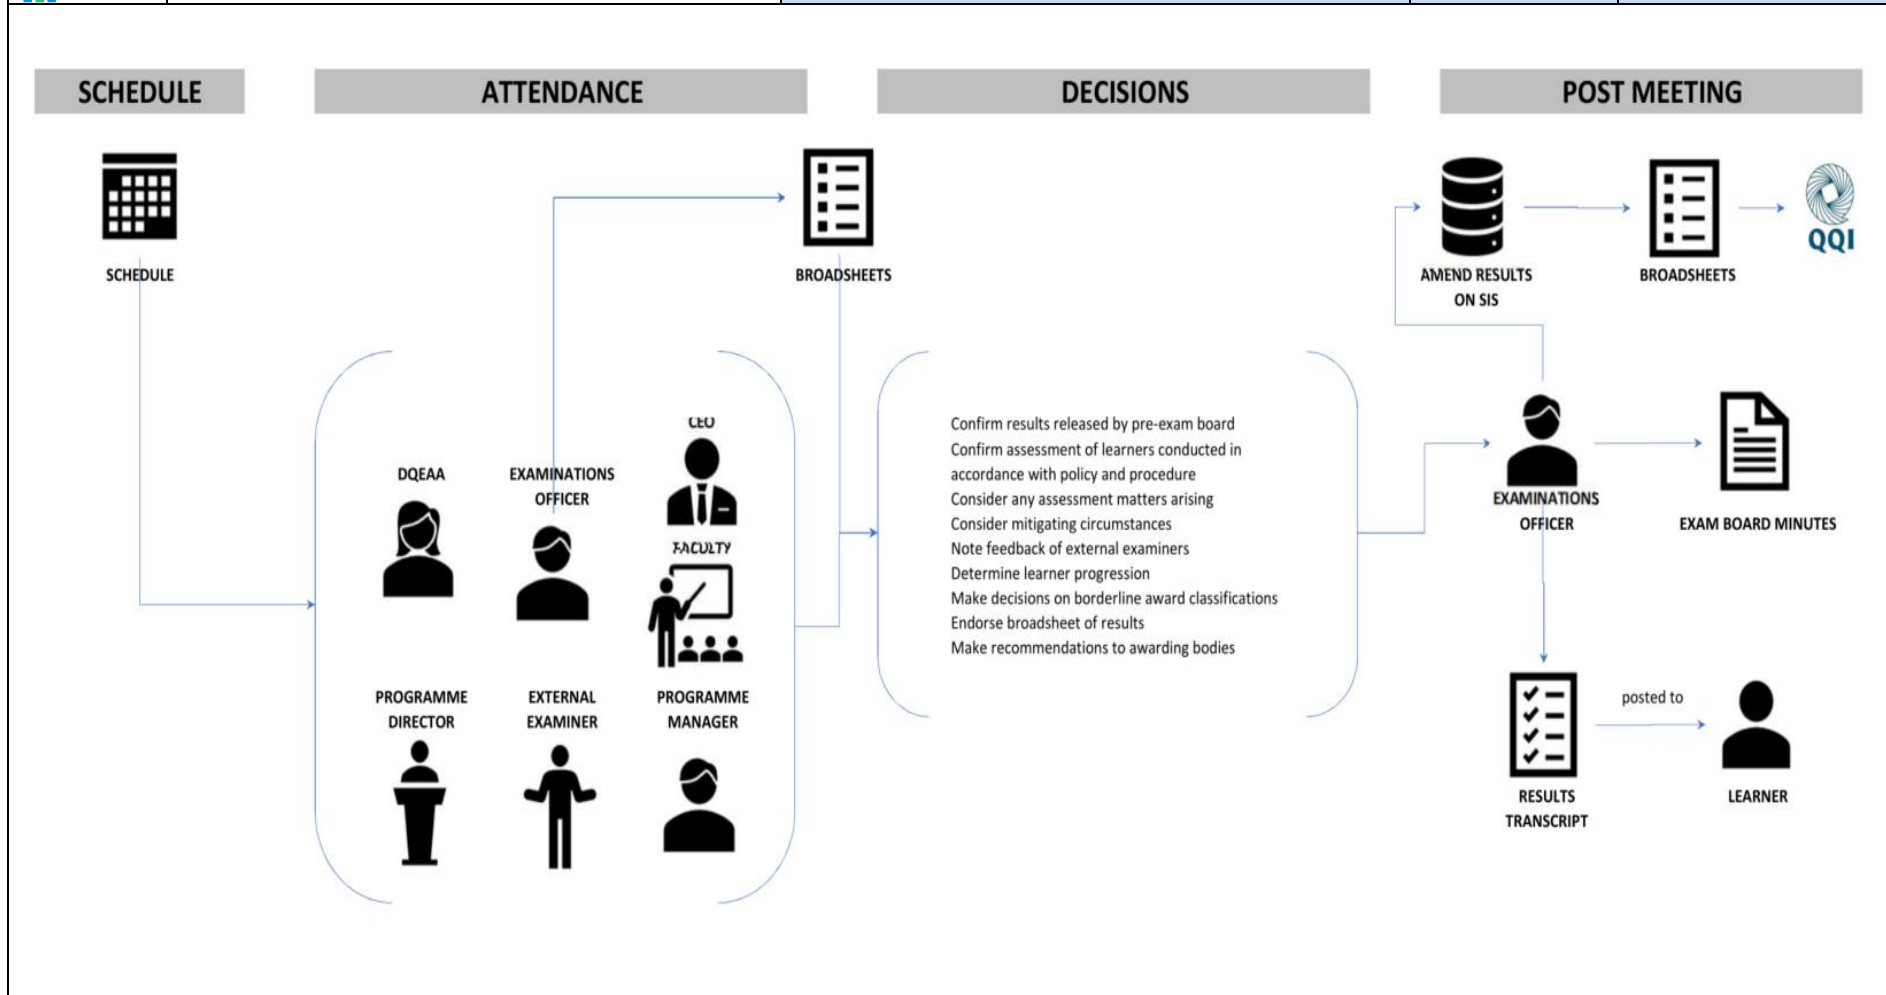 SCHEDULE
ATTENDANCE
DECISIONS
POST MEETING
SCHEDULE
BROADSHEETS
AMEND RESULTS
ON SIS
BROADSHEETS
QQI
CEO
DQEAA
EXAMINATIONS
OFFICER
FACULTY
PROGRAMME
DIRECTOR
EXTERNAL
EXAMINER
PROGRAMME
MANAGER
Confirm results released by pre-exam board
Confirm assessment of learners conducted in
accordance with policy and procedure
Consider any assessment matters arising
Consider mitigating circumstances
Note feedback of external examiners
Determine learner progression
Make decisions on borderline award classifications
Endorse broadsheet of results
Make recommendations to awarding bodies
EXAMINATIONS
OFFICER
EXAM BOARD MINUTES
posted to
RESULTS
TRANSCRIPT
LEARNER